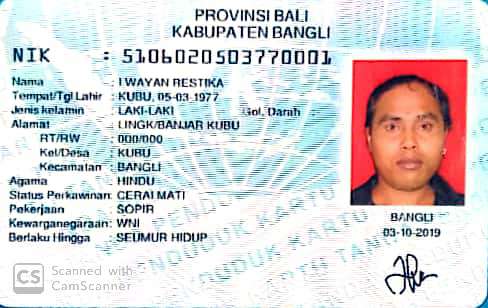 PROVINSI BALI
KABUPATEN BANGLI
NIK : 5106020503770001
Nama : I WAYAN RESTIKA
Tempat/Tgl Lahir : KUBU, 05-03-1977
Jenis kelamin : LAKI-LAKI Gol. Darah :
Alamat : LINGK/BANJAR KUBU
RT/RW : 000/000
Kel/Desa : KUBU
Kecamatan : BANGLI
Agama : HINDU
Status Perkawinan: CERAI MATI
Pekerjaan : SOPIR
Kewarganegaraan: WNI
Berlaku Hingga : SEUMUR HIDUP
BANGLI
03-10-2019
CS Scanned with
CamScanner